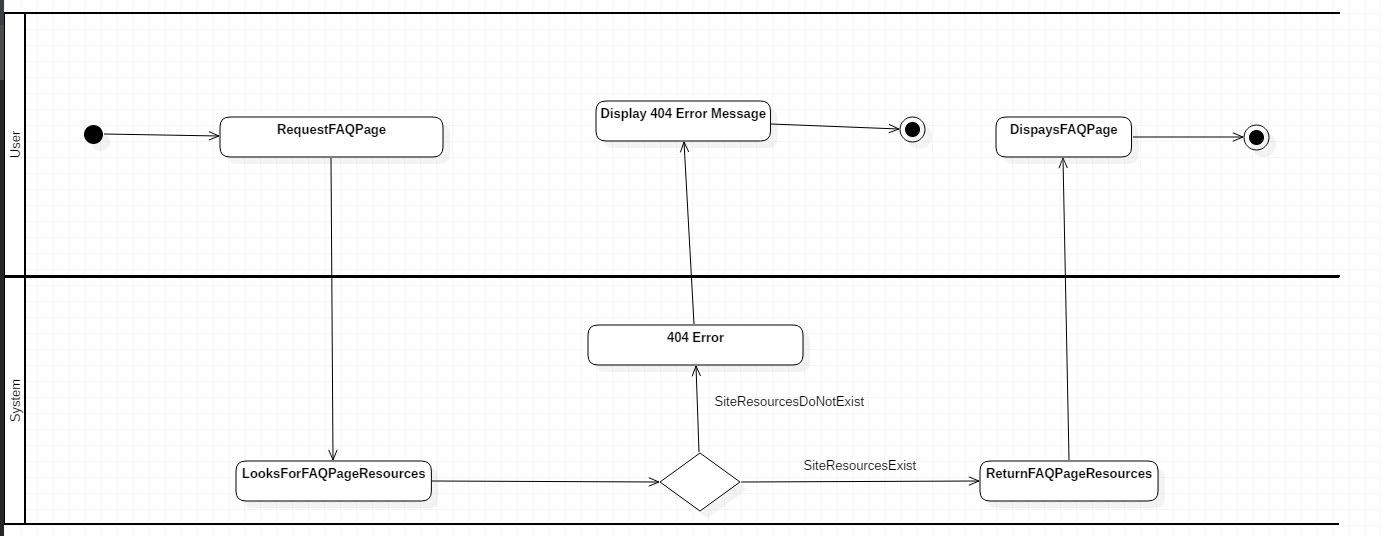 User
RequestFAQPage
Display 404 Error Message
DispaysFAQPage
System
404 Error
SiteResourcesDoNotExist
LooksForFAQPageResources
SiteResourcesExist
ReturnFAQPageResources